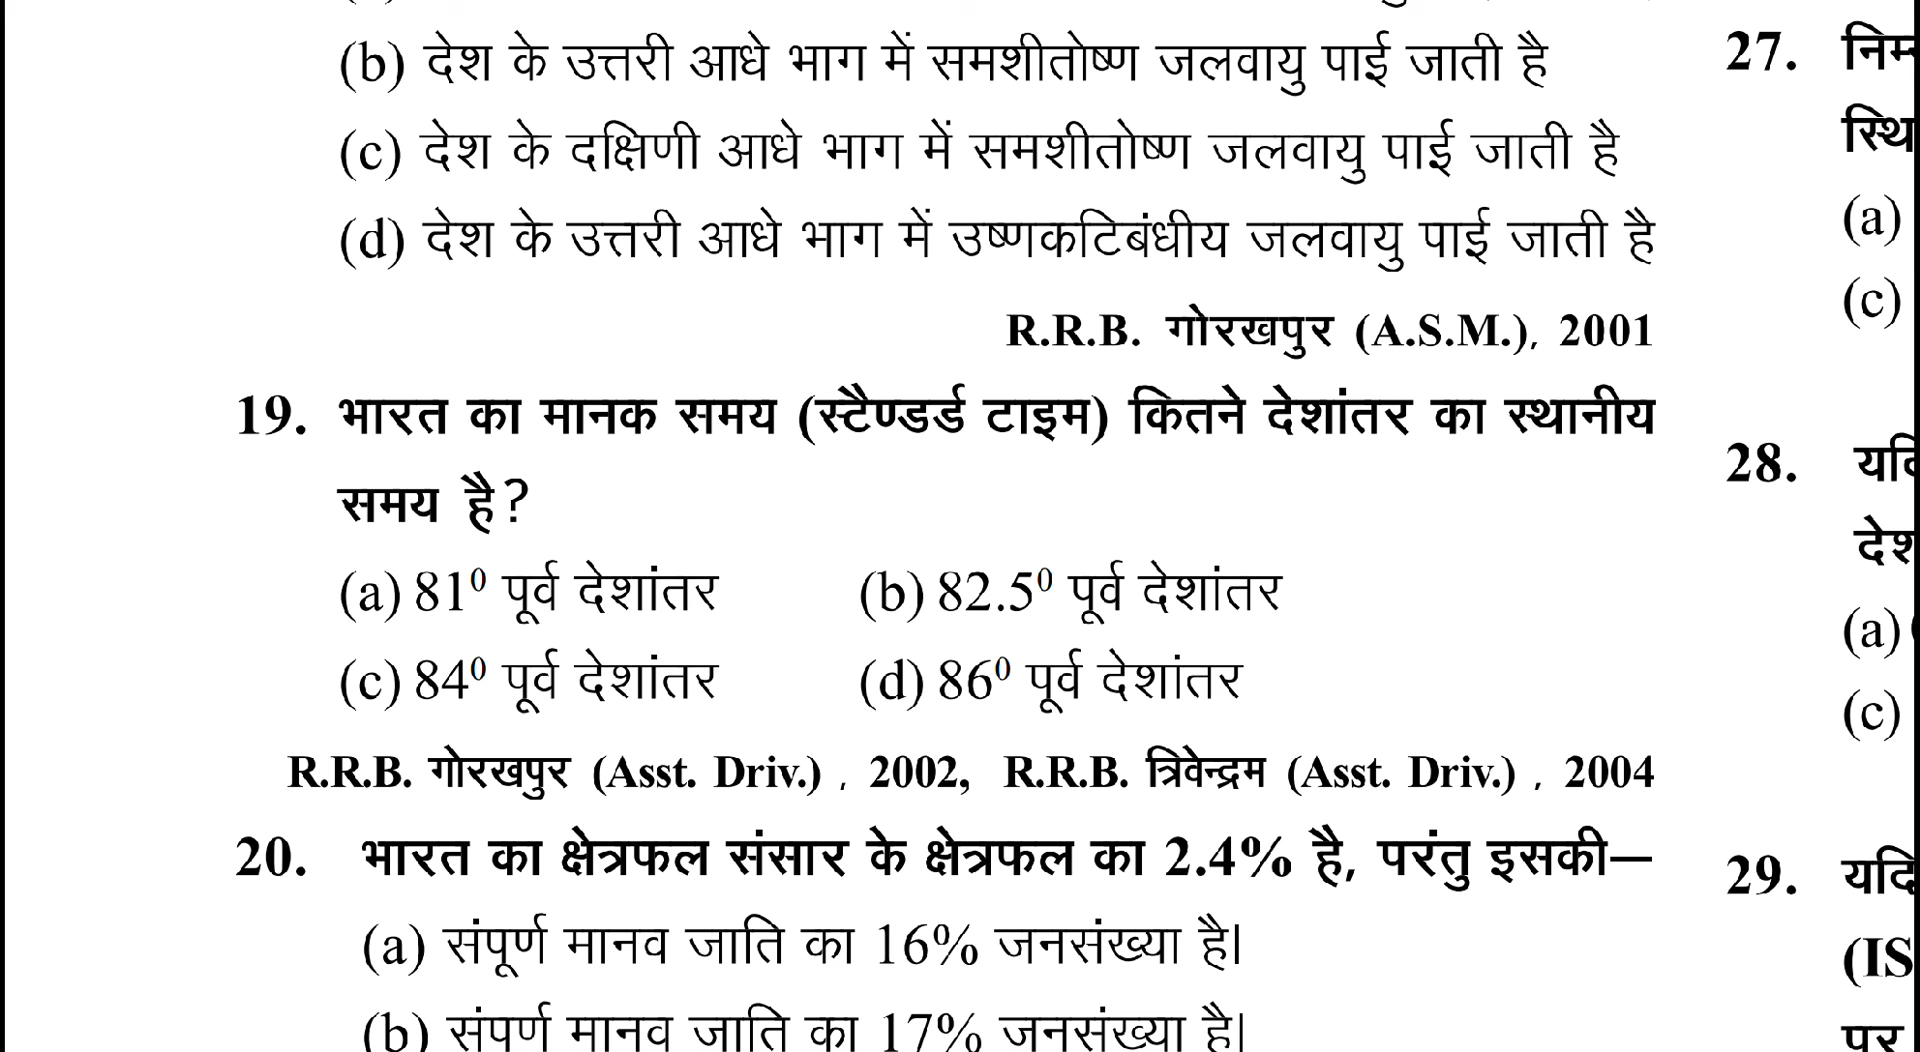 (b) देश के उत्तरी आधे भाग में समशीतोष्ण जलवायु पाई जाती है
(c) देश के दक्षिणी आधे भाग में समशीतोष्ण जलवायु पाई जाती है
(d) देश के उत्तरी आधे भाग में उष्णकटिबंधीय जलवायु पाई जाती है
R.R.B. गोरखपुर (A.S.M.), 2001
19. भारत का मानक समय (स्टैण्डर्ड टाइम) कितने देशांतर का स्थानीय
समय है?
(a) 81⁰ पूर्व देशांतर (b) 82.5⁰ पूर्व देशांतर
(c) 84⁰ पूर्व देशांतर (d) 86⁰ पूर्व देशांतर
R.R.B. गोरखपुर (Asst. Driv.) , 2002, R.R.B. त्रिवेन्द्रम (Asst. Driv.) , 2004
20. भारत का क्षेत्रफल संसार के क्षेत्रफल का 2.4% है, परंतु इसकी—
(a) संपूर्ण मानव जाति का 16% जनसंख्या है।
(b) संपूर्ण मानव जाति का 17% जनसंख्या है।
27.
(a)
(c)
28.
(a)
(c)
29.
(IS
पर